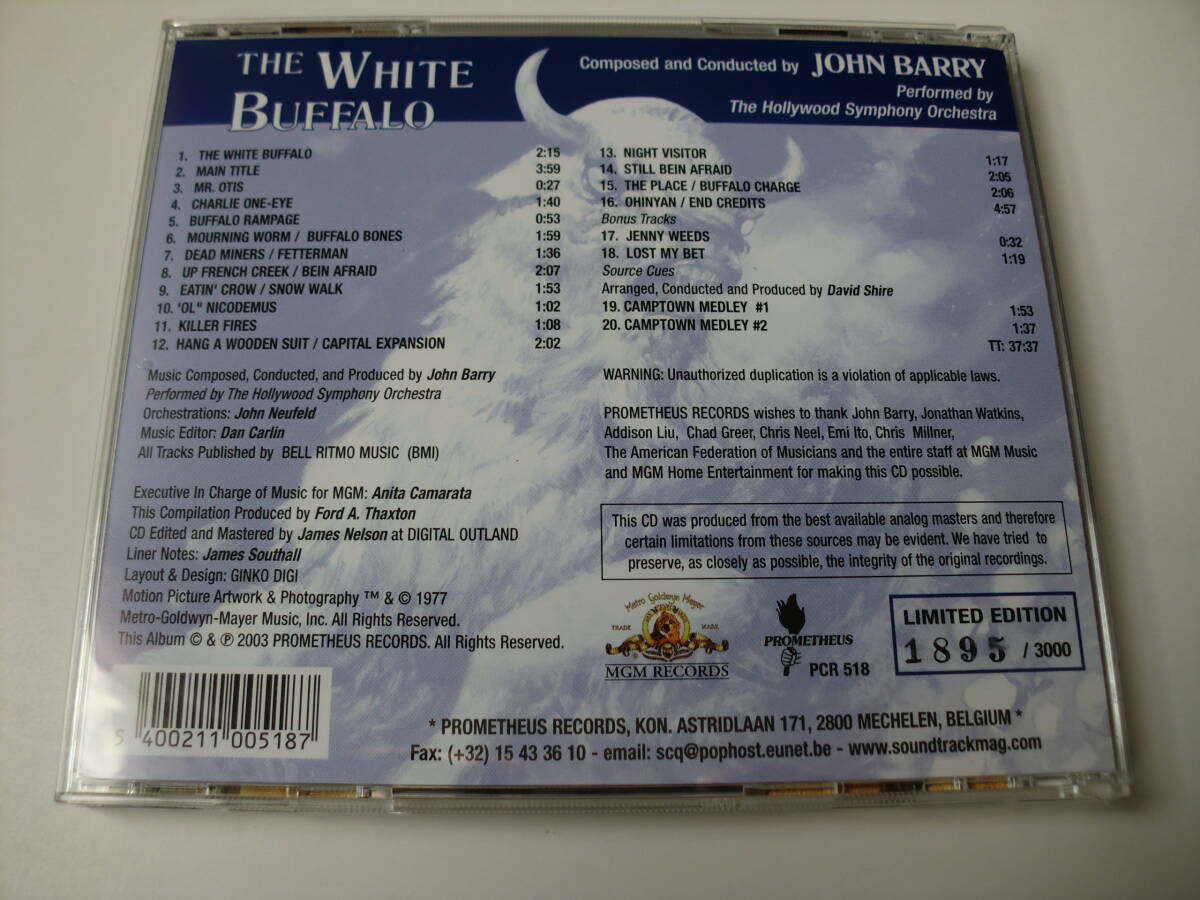 THE WHITE
BUFFALO
Composed and Conducted by JOHN BARRY
Performed by
The Hollywood Symphony Orchestra
1. THE WHITE BUFFALO 2:15
2. MAIN TITLE 3:59
3. MR. OTIS 0:27
4. CHARLIE ONE-EYE 1:40
5. BUFFALO RAMPAGE 0:53
6. MOURNING WORM / BUFFALO BONES 1:59
7. DEAD MINERS / FETTERMAN 1:36
8. UP FRENCH CREEK / BEIN AFRAID 2:07
9. EATIN' CROW / SNOW WALK 1:53
10. 'OL" NICODEMUS 1:02
11. KILLER FIRES 1:08
12. HANG A WOODEN SUIT / CAPITAL EXPANSION 2:02
13. NIGHT VISITOR 1:17
14. STILL BEIN AFRAID 2:05
15. THE PLACE / BUFFALO CHARGE 2:06
16. OHINYAN / END CREDITS 4:57
Bonus Tracks
17. JENNY WEEDS 0:32
18. LOST MY BET 1:19
Source Cues
Arranged, Conducted and Produced by David Shire
19. CAMPTOWN MEDLEY #1 1:53
20. CAMPTOWN MEDLEY #2 1:37
TT: 37:37
Music Composed, Conducted, and Produced by John Barry
Performed by The Hollywood Symphony Orchestra
Orchestrations: John Neufeld
Music Editor: Dan Carlin
All Tracks Published by BELL RITMO MUSIC (BMI)
Executive In Charge of Music for MGM: Anita Camarata
This Compilation Produced by Ford A. Thaxton
CD Edited and Mastered by James Nelson at DIGITAL OUTLAND
Liner Notes: James Southall
Layout & Design: GINKO DIGI
Motion Picture Artwork & Photography ™ & © 1977
Metro-Goldwyn-Mayer Music, Inc. All Rights Reserved.
This Album © & ℗ 2003 PROMETHEUS RECORDS. All Rights Reserved.
WARNING: Unauthorized duplication is a violation of applicable laws.
PROMETHEUS RECORDS wishes to thank John Barry, Jonathan Watkins,
Addison Liu, Chad Greer, Chris Neel, Emi Ito, Chris Millner,
The American Federation of Musicians and the entire staff at MGM Music
and MGM Home Entertainment for making this CD possible.
This CD was produced from the best available analog masters and therefore
certain limitations from these sources may be evident. We have tried to
preserve, as closely as possible, the integrity of the original recordings.
Metro Goldwyn Mayer
TRADE MARK
MGM RECORDS
PROMETHEUS
PCR 518
LIMITED EDITION
1895 / 3000
5 400211 005187
* PROMETHEUS RECORDS, KON. ASTRIDLAAN 171, 2800 MECHELEN, BELGIUM *
Fax: (+32) 15 43 36 10 - email: scq@pophost.eunet.be - www.soundtrackmag.com